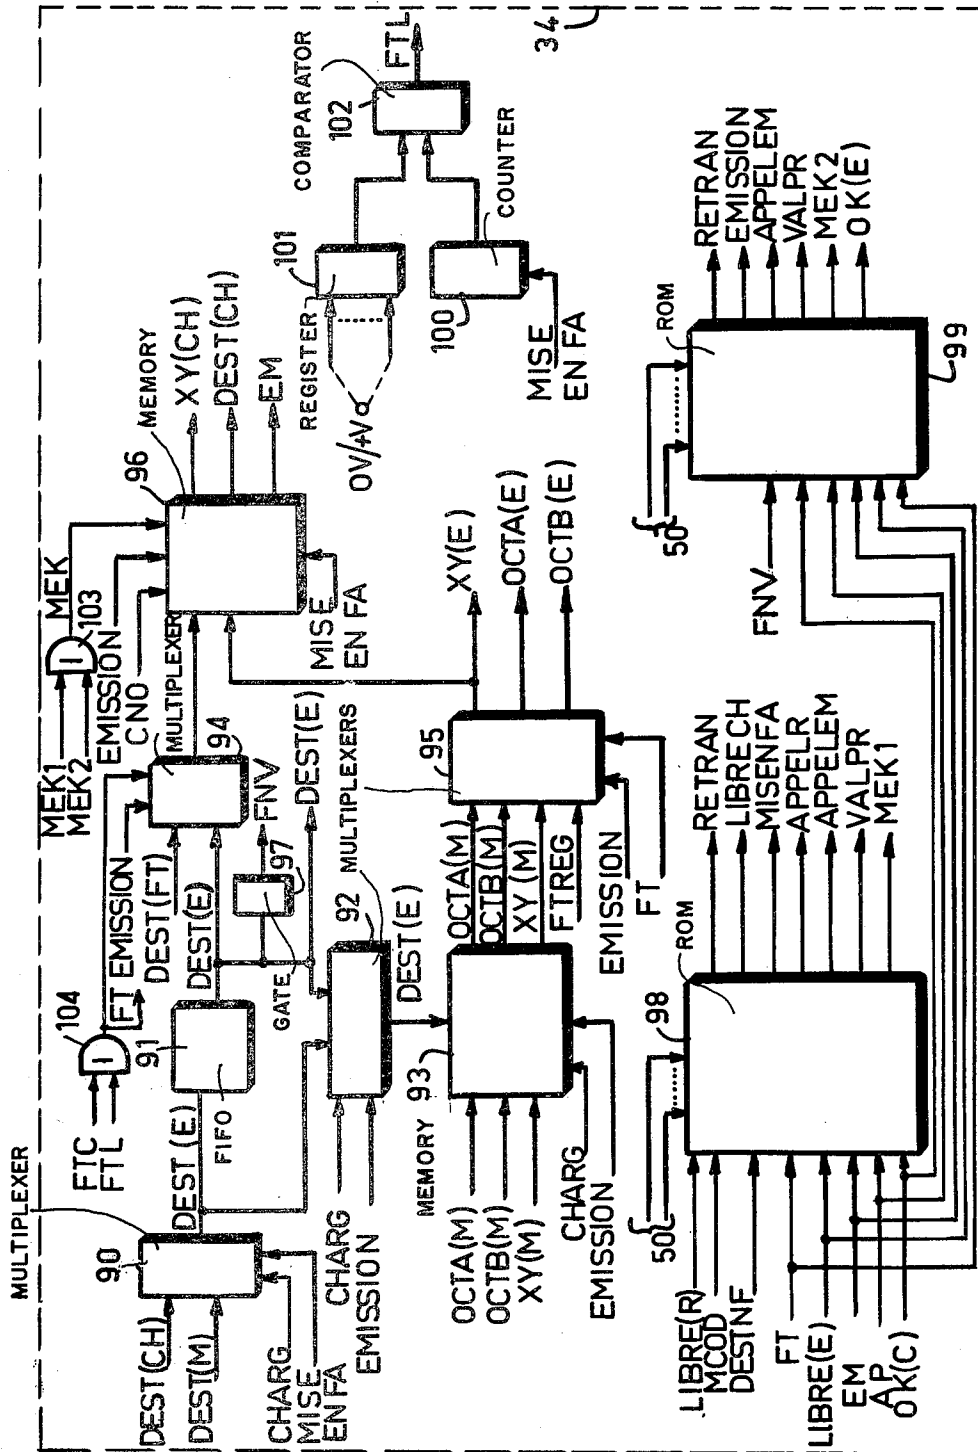 34
MEK1
MEK2
MEK
103
EMISSION
CNO
96
MEMORY
XY(CH)
DEST(CH)
EM
MISE
EN FA
REGISTER
101
0V/+V
COMPARATOR
102
FTL
100
COUNTER
MISE
EN FA
FTC
FTL
104
FT
EMISSION
DEST(FT)
DEST(E)
MULTIPLEXER
94
91
FIFO
GATE
97
FNV
DEST(E)
MULTIPLEXER
90
DEST(CH)
DEST(M)
DEST(E)
CHARG
MISE
EN FA
CHARG
EMISSION
92
MULTIPLEXERS
DEST(E)
MEMORY
93
OCTA(M)
OCTB(M)
XY(M)
CHARG
EMISSION
OCTA(M)
OCTB(M)
XY(M)
FTREG
95
EMISSION
FT
XY(E)
OCTA(E)
OCTB(E)
50
98
ROM
LIBRE(R)
MCOD
DESTNF
FT
LIBRE(E)
EM
AP
OK(C)
RETRAN
LIBRECH
MISENFA
APPELR
APPELEM
VALPR
MEK1
50
ROM
FNV
99
RETRAN
EMISSION
APPELEM
VALPR
MEK2
OK(E)